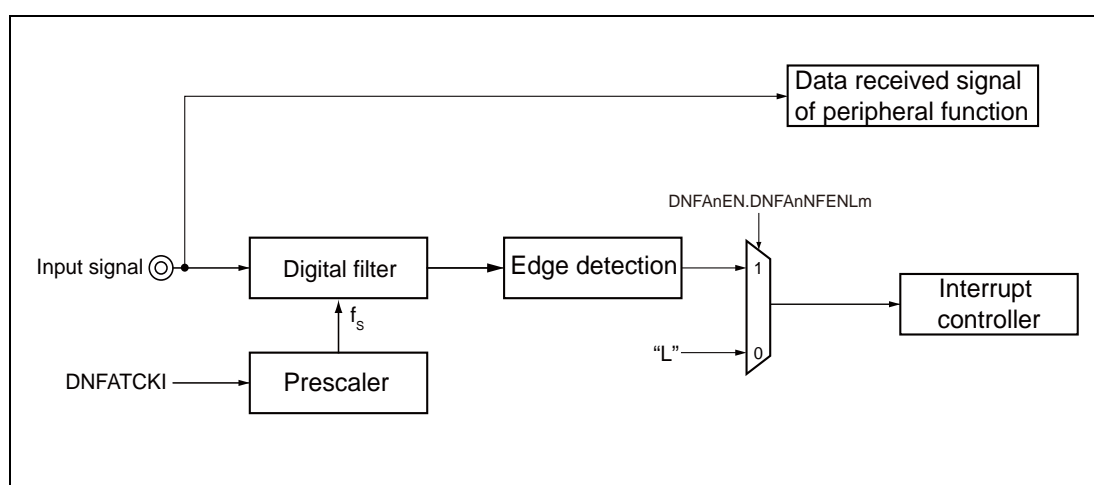 Data received signal
of peripheral function
DNFAnEN.DNFAnNFENLm
Input signal
Digital filter
Edge detection
1
Interrupt
controller
fS
“L”
0
DNFATCKI
Prescaler